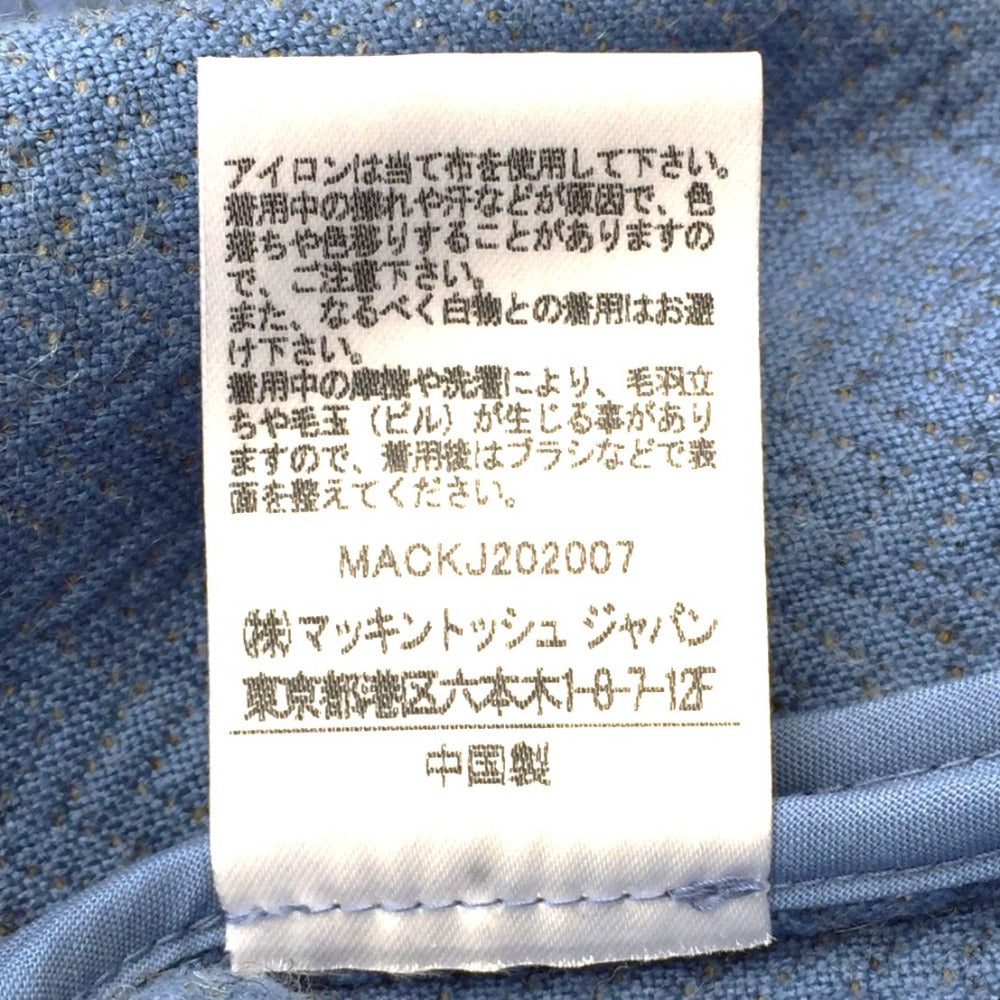 アイロンは当て布を使用して下さい。
着用中の擦れや汗などが原因で、色
落ちや色移りすることがありますの
で、ご注意下さい。
また、なるべく白物との着用はお避
け下さい。
着用中の摩擦や洗濯により、毛羽立
ちや毛玉（ピル）が生じる事があり
ますので、着用後はブラシなどで表
面を整えてください。
MACKJ202007
㈱マッキントッシュ ジャパン
東京都港区六本木1-8-7-12F
中国製